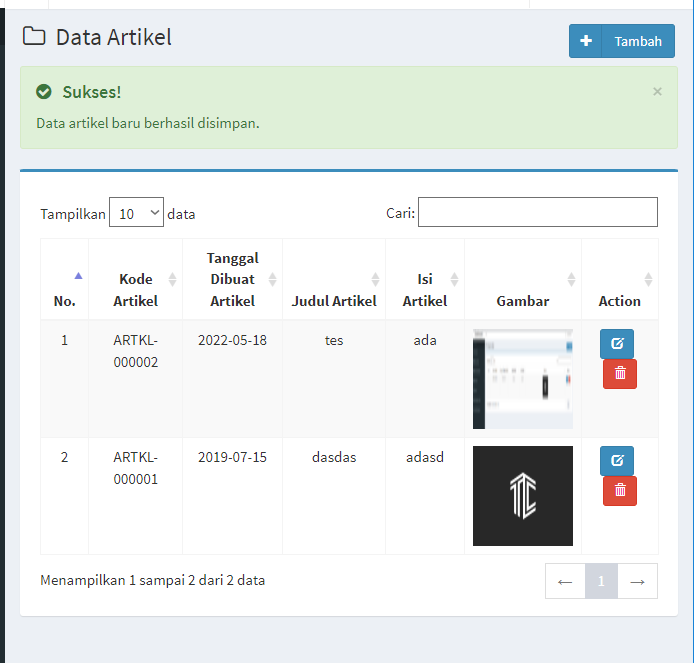 Data Artikel
Tambah
Sukses!
×
Data artikel baru berhasil disimpan.
Tampilkan 10 data
Cari:
No.
Kode
Artikel
Tanggal
Dibuat
Artikel
Judul Artikel
Isi
Artikel
Gambar
Action
1
ARTKL-
000002
2022-05-18
tes
ada
2
ARTKL-
000001
2019-07-15
dasdas
adasd
Menampilkan 1 sampai 2 dari 2 data
← 1 →